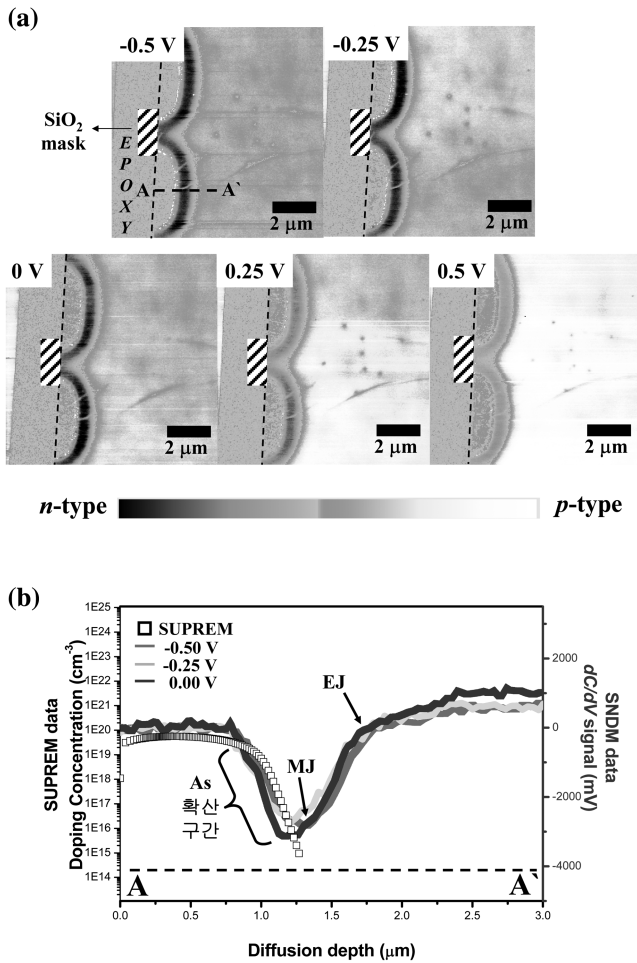 (a)
-0.5 V
-0.25 V
SiO₂
mask
EPOXY
A
A`
2 μm
2 μm
0 V
0.25 V
0.5 V
2 μm
2 μm
2 μm
n-type
p-type
(b)
SUPREM data
Doping Concentration (cm⁻³)
1E25
1E24
1E23
1E22
1E21
1E20
1E19
1E18
1E17
1E16
1E15
1E14
SUPREM
-0.50 V
-0.25 V
0.00 V
EJ
MJ
As
확산
구간
A
A`
2000
0
-2000
-4000
SNDM data
dC/dV signal (mV)
0.0
0.5
1.0
1.5
2.0
2.5
3.0
Diffusion depth (μm)